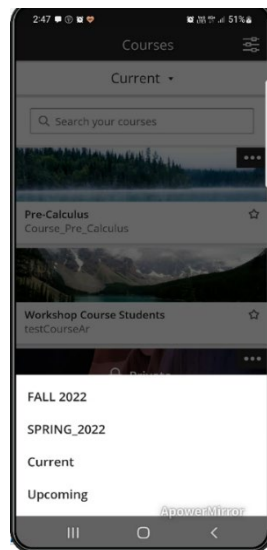 2:47
51%
Courses
Current
Search your courses
Pre-Calculus
Course_Pre_Calculus
Workshop Course Students
testCourseAr
Private
FALL 2022
SPRING_2022
Current
Upcoming
ApowerMirror